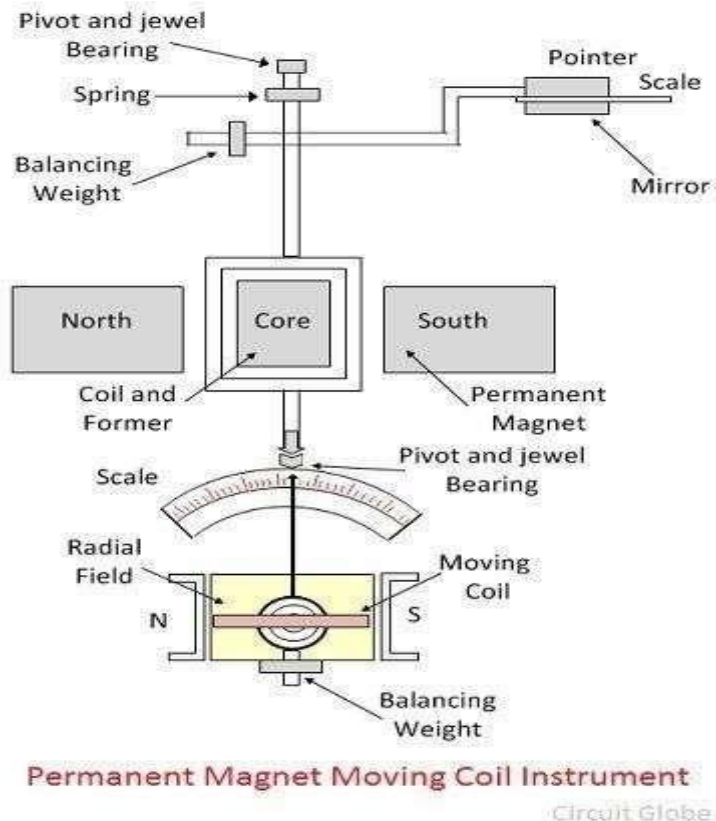 Pivot and jewel
Bearing
Spring
Balancing
Weight
Pointer
Scale
Mirror
North
Core
South
Coil and
Former
Permanent
Magnet
Pivot and jewel
Bearing
Scale
Radial
Field
Moving
Coil
N
S
Balancing
Weight
Permanent Magnet Moving Coil Instrument
Circuit Globe